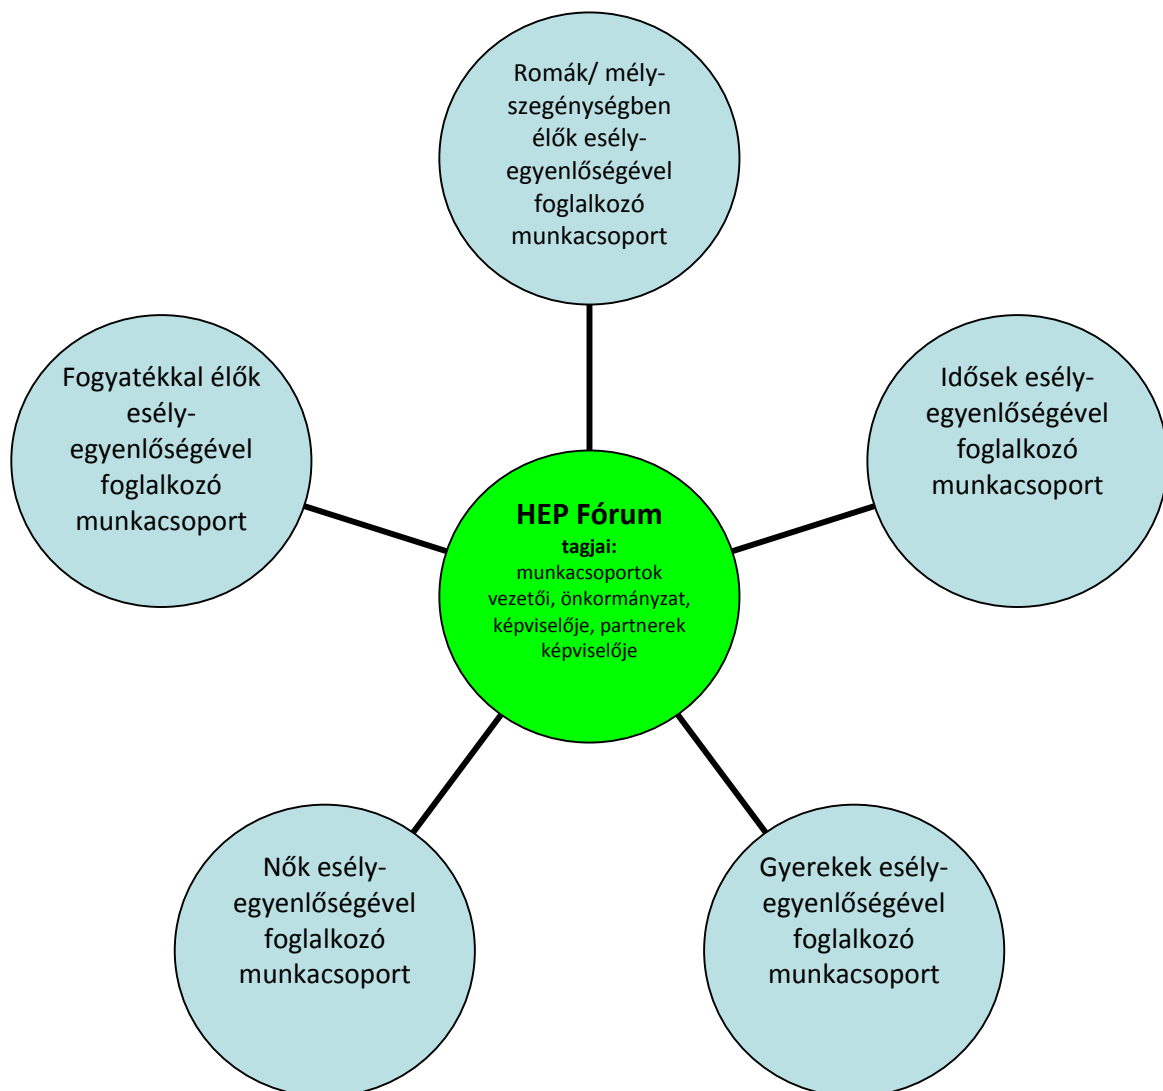 Romák/ mély-
szegénységben
élők esély-
egyenlőségével
foglalkozó
munkacsoport
Fogyatékkal élők
esély-
egyenlőségével
foglalkozó
munkacsoport
Idősek esély-
egyenlőségével
foglalkozó
munkacsoport
HEP Fórum
tagjai:
munkacsoportok
vezetői, önkormányzat,
képviselője, partnerek
képviselője
Nők esély-
egyenlőségével
foglalkozó
munkacsoport
Gyerekek esély-
egyenlőségével
foglalkozó
munkacsoport